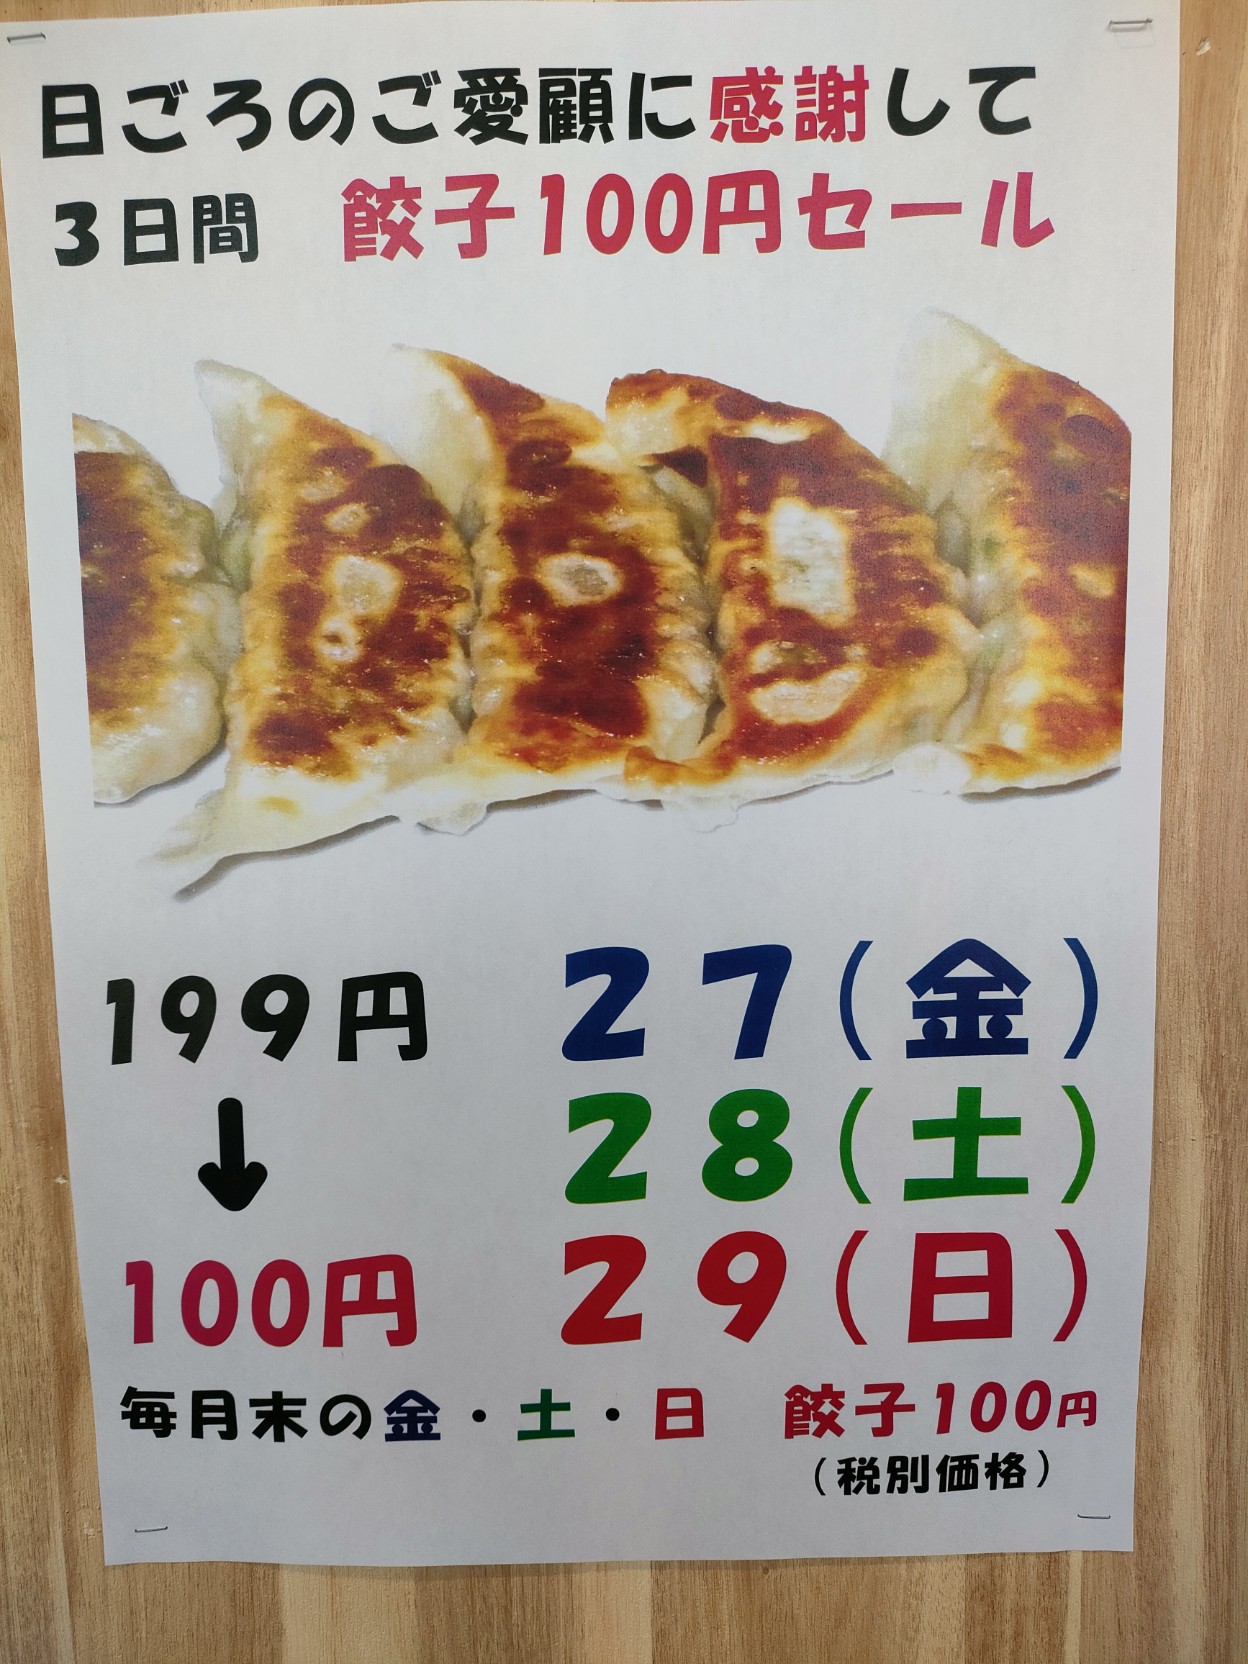 日ごろのご愛顧に感謝して
3日間 餃子100円セール
199円
↓
100円
27(金)
28(土)
29(日)
毎月末の金・土・日 餃子100円
(税別価格)